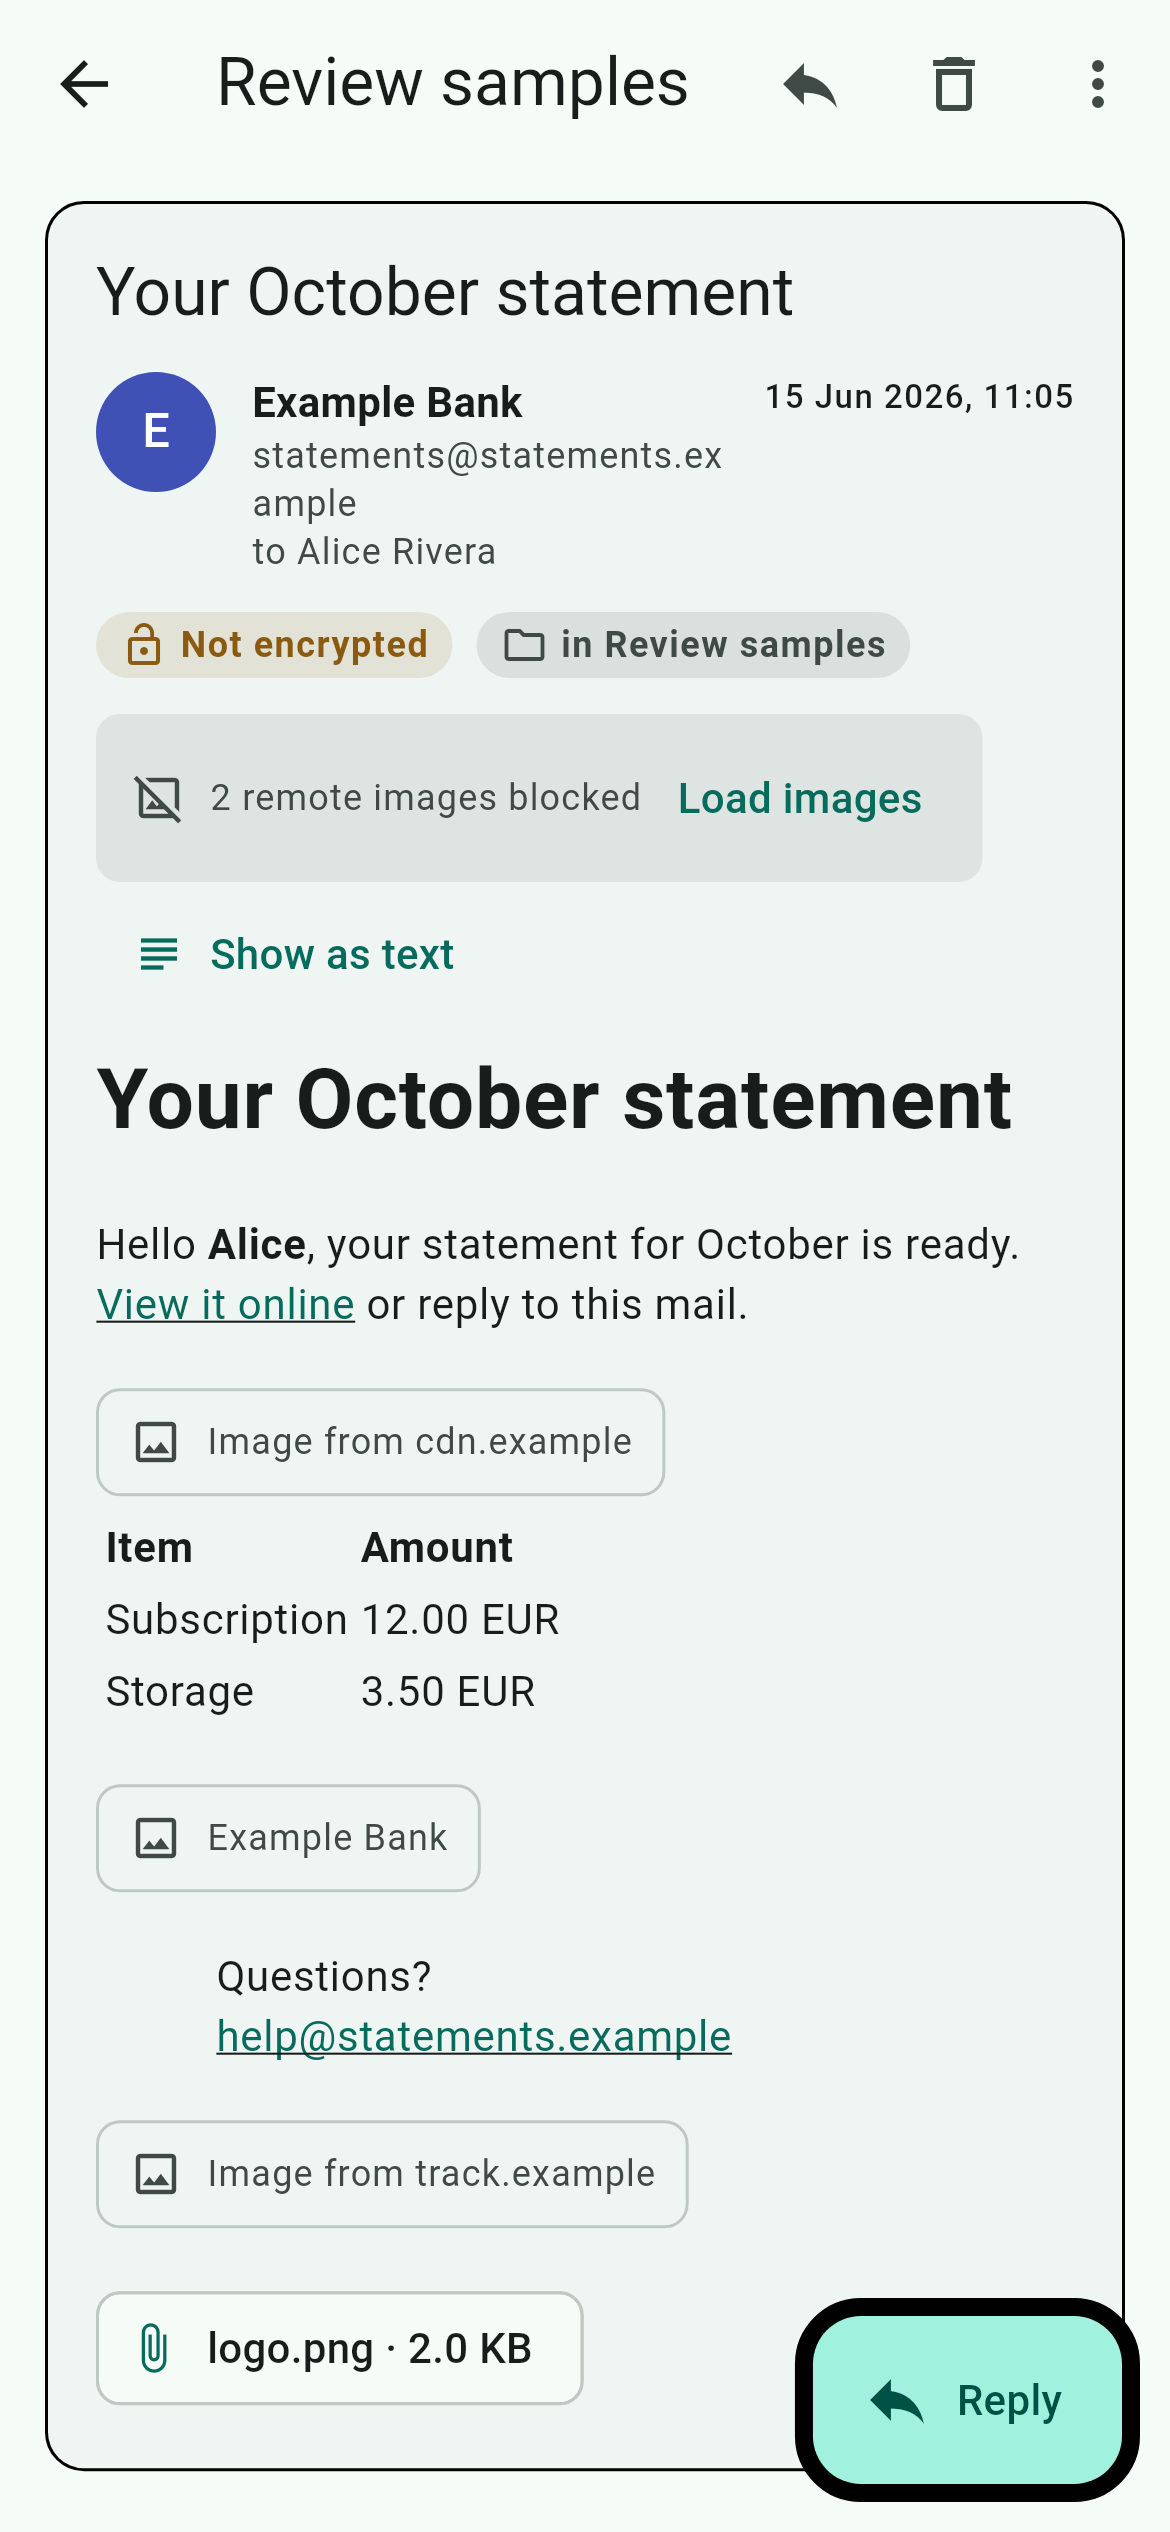 Review samples
Your October statement
E
Example Bank
15 Jun 2026, 11:05
statements@statements.ex
ample
to Alice Rivera
Not encrypted
in Review samples
2 remote images blocked
Load images
Show as text
Your October statement
Hello Alice, your statement for October is ready.
View it online or reply to this mail.
Image from cdn.example
Item Amount
Subscription 12.00 EUR
Storage 3.50 EUR
Example Bank
Questions?
help@statements.example
Image from track.example
logo.png · 2.0 KB
Reply